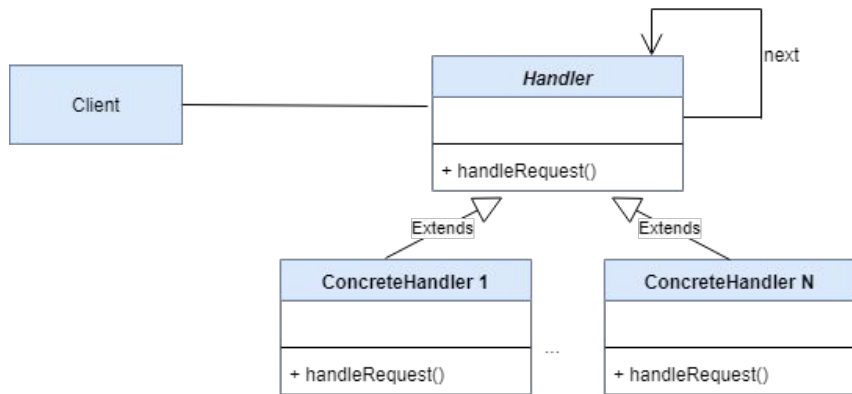 Handler
next
Client
+ handleRequest()
Extends
Extends
ConcreteHandler 1
ConcreteHandler N
...
+ handleRequest()
+ handleRequest()